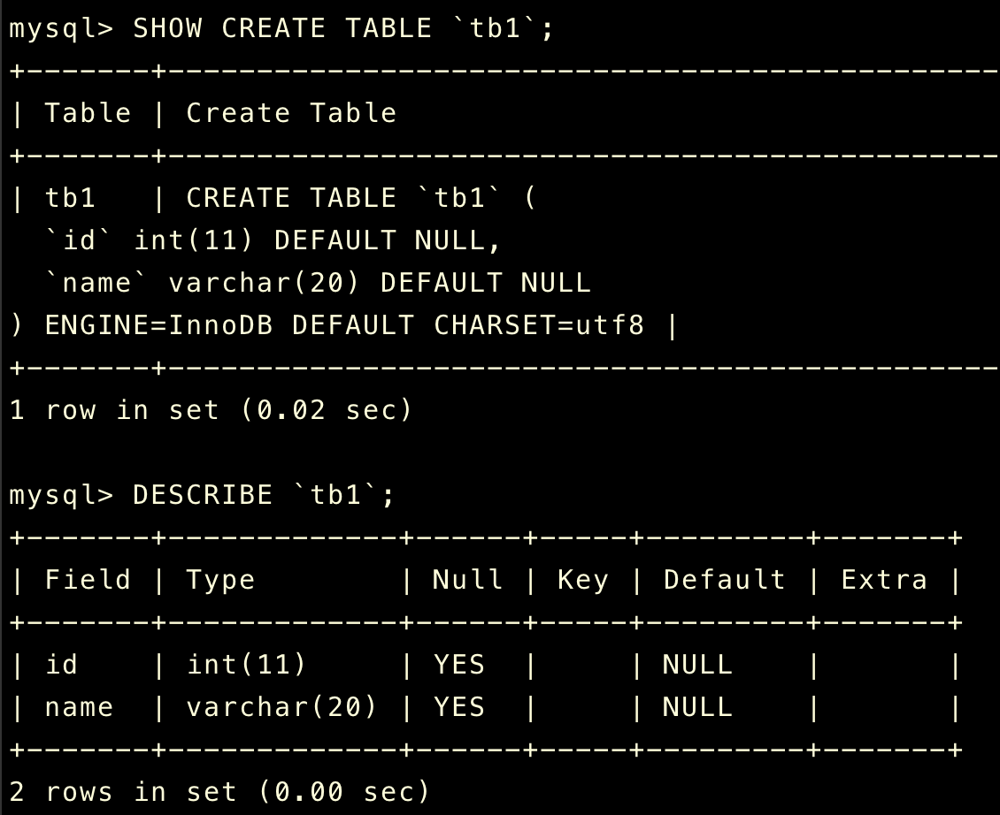 mysql> SHOW CREATE TABLE `tb1`;
+-------+-----------------------------------------------
| Table | Create Table
+-------+-----------------------------------------------
| tb1   | CREATE TABLE `tb1` (
  `id` int(11) DEFAULT NULL,
  `name` varchar(20) DEFAULT NULL
) ENGINE=InnoDB DEFAULT CHARSET=utf8 |
+-------+-----------------------------------------------
1 row in set (0.02 sec)

mysql> DESCRIBE `tb1`;
+-------+-------------+------+-----+---------+-------+
| Field | Type        | Null | Key | Default | Extra |
+-------+-------------+------+-----+---------+-------+
| id    | int(11)     | YES  |     | NULL    |       |
| name  | varchar(20) | YES  |     | NULL    |       |
+-------+-------------+------+-----+---------+-------+
2 rows in set (0.00 sec)